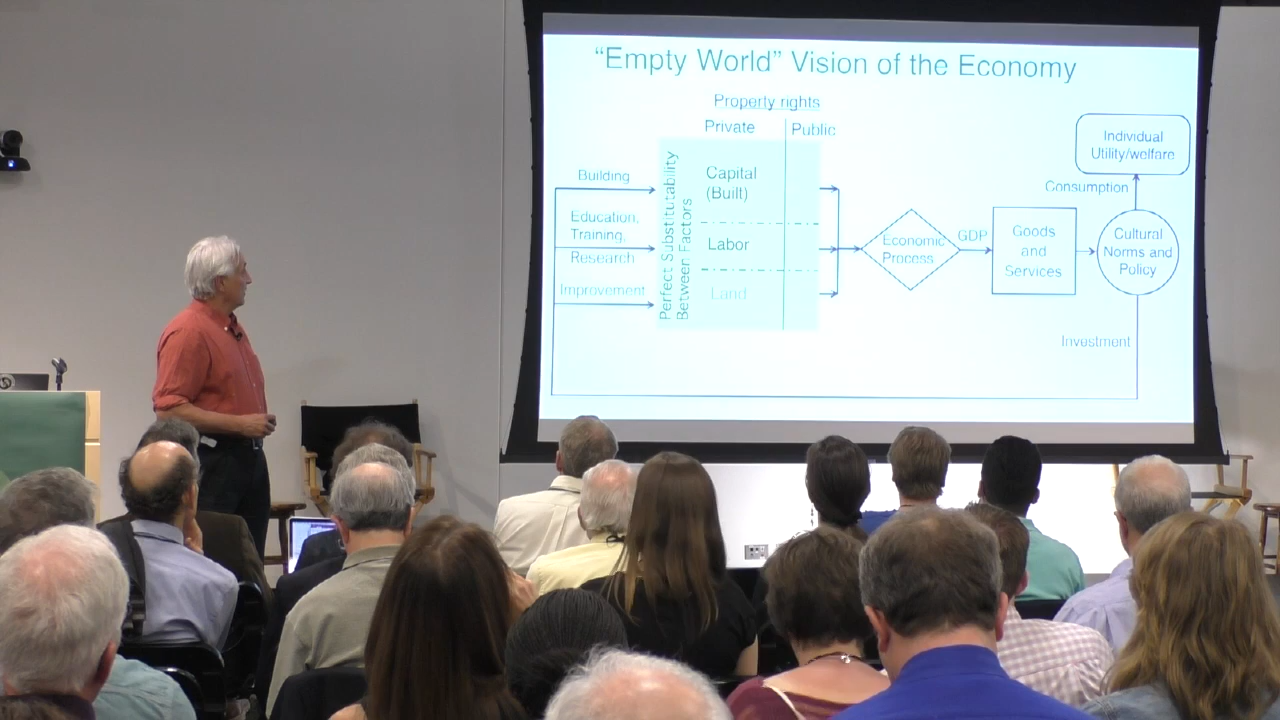 “Empty World” Vision of the Economy
Property rights
Private
Public
Building
Education,
Training,
Research
Improvement
Perfect Substitutability
Between Factors
Capital
(Built)
Labor
Land
Economic
Process
GDP
Goods
and
Services
Cultural
Norms and
Policy
Consumption
Individual
Utility/welfare
Investment